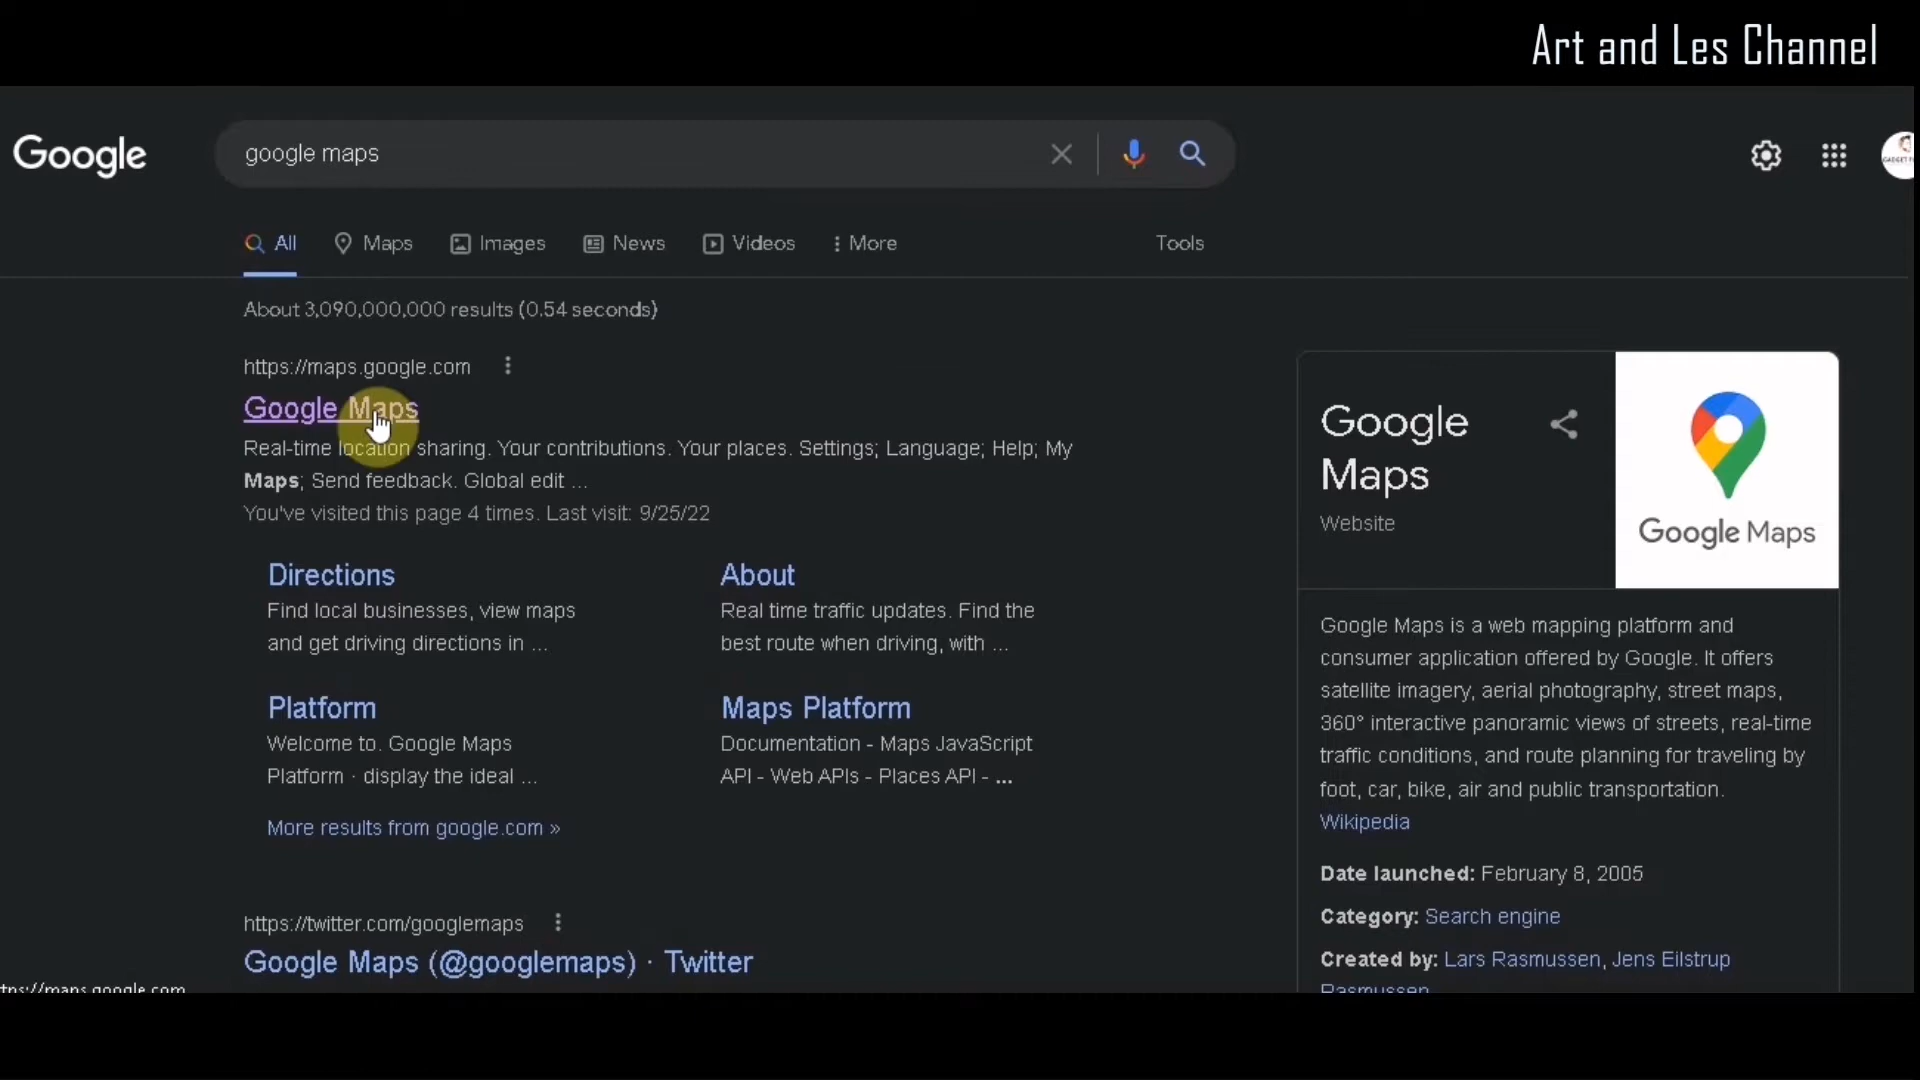 Art and Les Channel
Google
google maps
All
Maps
Images
News
Videos
More
Tools
About 3,090,000,000 results (0.54 seconds)
https://maps.google.com
Google Maps
Real-time location sharing. Your contributions. Your places. Settings; Language; Help; My
Maps; Send feedback. Global edit ...
You've visited this page 4 times. Last visit: 9/25/22
Directions
Find local businesses, view maps
and get driving directions in ...
About
Real time traffic updates. Find the
best route when driving, with ...
Platform
Welcome to. Google Maps
Platform · display the ideal ...
Maps Platform
Documentation - Maps JavaScript
API - Web APIs - Places API - ...
More results from google.com »
https://twitter.com/googlemaps
Google Maps (@googlemaps) · Twitter
Google
Maps
Website
Google Maps
Google Maps is a web mapping platform and
consumer application offered by Google. It offers
satellite imagery, aerial photography, street maps,
360° interactive panoramic views of streets, real-time
traffic conditions, and route planning for traveling by
foot, car, bike, air and public transportation.
Wikipedia
Date launched: February 8, 2005
Category: Search engine
Created by: Lars Rasmussen, Jens Eilstrup
Rasmussen
ttps://maps.google.com